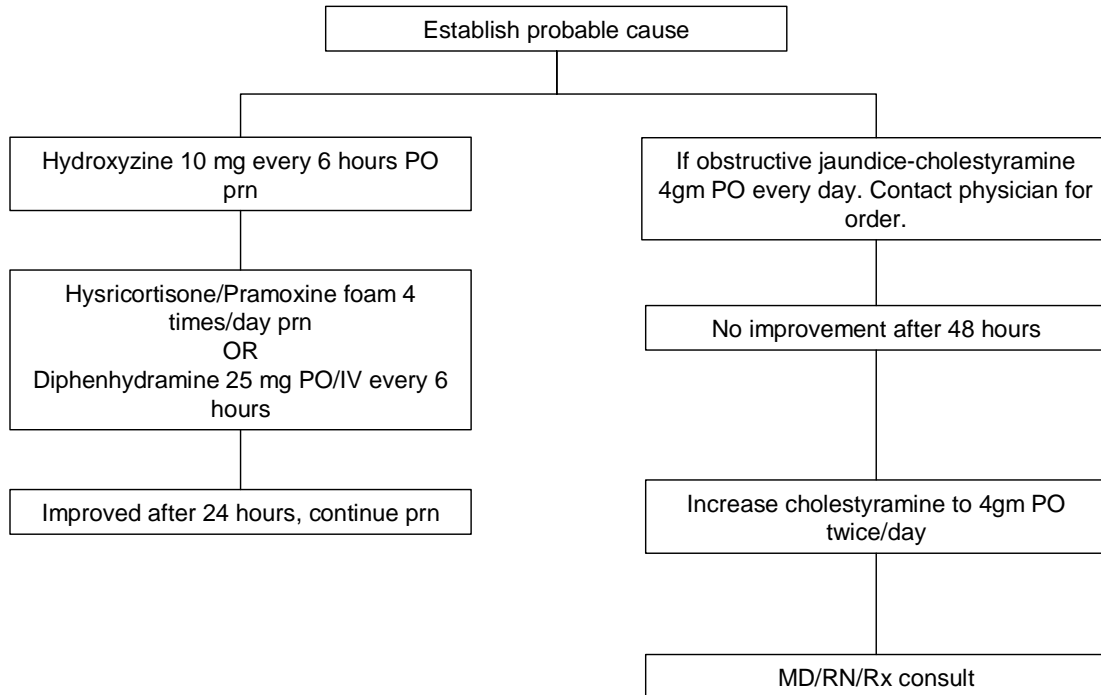 Establish probable cause
Hydroxyzine 10 mg every 6 hours PO
prn
Hysricortisone/Pramoxine foam 4
times/day prn
OR
Diphenhydramine 25 mg PO/IV every 6
hours
Improved after 24 hours, continue prn
If obstructive jaundice-cholestyramine
4gm PO every day. Contact physician for
order.
No improvement after 48 hours
Increase cholestyramine to 4gm PO
twice/day
MD/RN/Rx consult